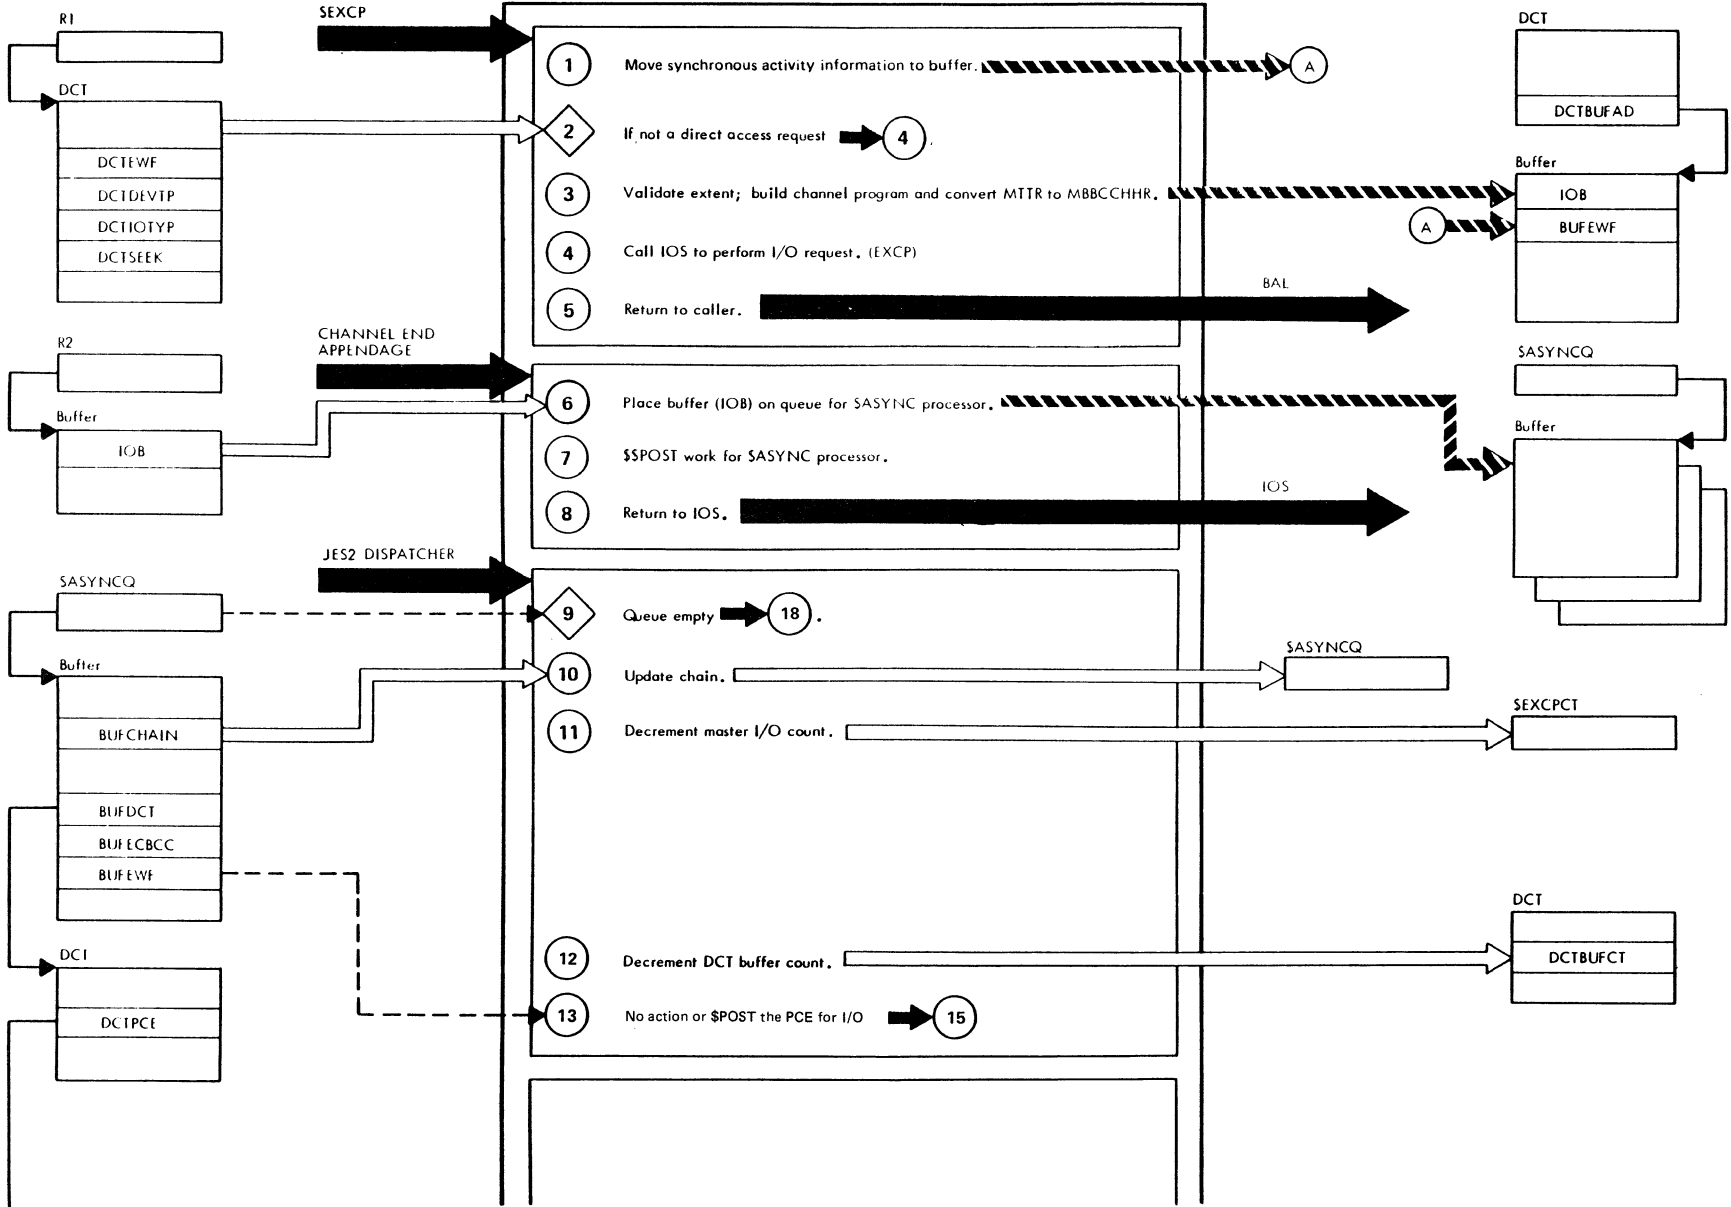 R1
DCT
DCTEWF
DCTDEVTP
DCTIOTYP
DCTSEEK
R2
Buffer
IOB
$ASYNCQ
Buffer
BUFCHAIN
BUFDCT
BUFECBCC
BUFEWF
DCT
DCTPCE
$EXCP
1 Move synchronous activity information to buffer. A
2 If not a direct access request 4 .
3 Validate extent; build channel program and convert MTTR to MBBCCHHR.
4 Call IOS to perform I/O request. (EXCP)
5 Return to caller. BAL
CHANNEL END
APPENDAGE
6 Place buffer (IOB) on queue for $ASYNC processor.
7 $$POST work for $ASYNC processor.
8 Return to IOS. IOS
JES2 DISPATCHER
9 Queue empty 18 .
10 Update chain.
11 Decrement master I/O count.
12 Decrement DCT buffer count.
13 No action or $POST the PCE for I/O 15
DCT
DCTBUFAD
Buffer
IOB
A BUFEWF
$ASYNCQ
Buffer
$ASYNCQ
$EXCPCT
DCT
DCTBUFCT